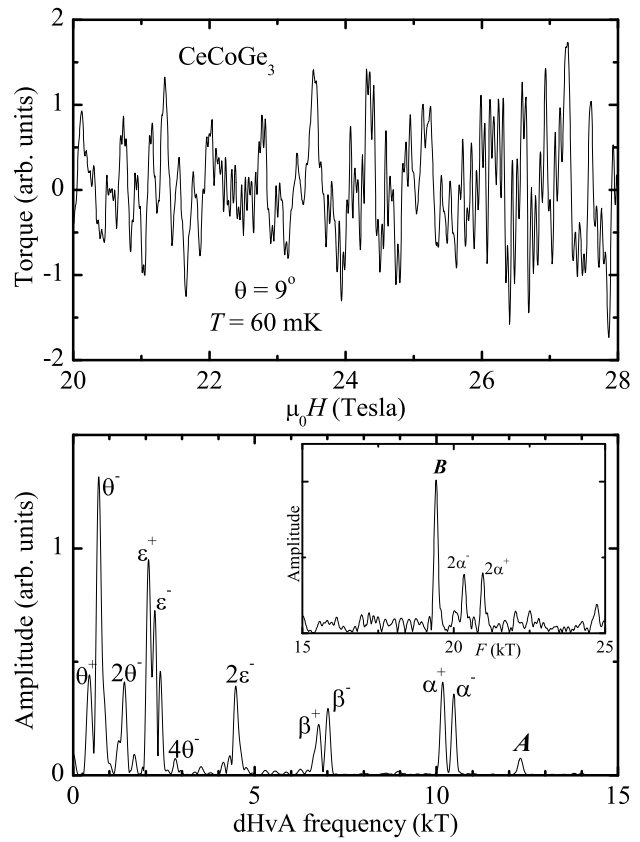 2
1
0
-1
-2
Torque (arb. units)
CeCoGe3
θ = 9°
T = 60 mK
20 22 24 26 28
μ0H (Tesla)
1
0
Amplitude (arb. units)
θ+
θ-
2θ-
ε+
ε-
4θ-
2ε-
β+
β-
α+
α-
A
B
2α-
2α+
Amplitude
15 20 25
F (kT)
0 5 10 15
dHvA frequency (kT)